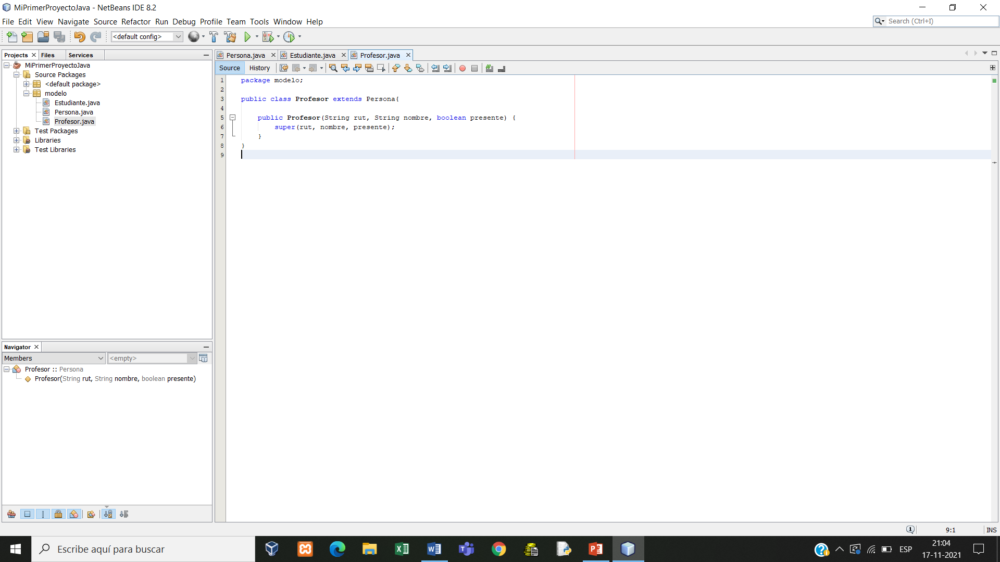 MiPrimerProyectoJava - NetBeans IDE 8.2
File Edit View Navigate Source Refactor Run Debug Profile Team Tools Window Help
Search (Ctrl+I)
<default config>
Projects Files Services
MiPrimerProyectoJava
Source Packages
<default package>
modelo
Estudiante.java
Persona.java
Profesor.java
Test Packages
Libraries
Test Libraries
Persona.java Estudiante.java Profesor.java
Source History
1 package modelo;
2
3 public class Profesor extends Persona{
4
5 public Profesor(String rut, String nombre, boolean presente) {
6 super(rut, nombre, presente);
7 }
8 }
9
Navigator
Members <empty>
Profesor :: Persona
Profesor(String rut, String nombre, boolean presente)
1 9:1 INS
Escribe aquí para buscar
ESP
21:04
17-11-2021